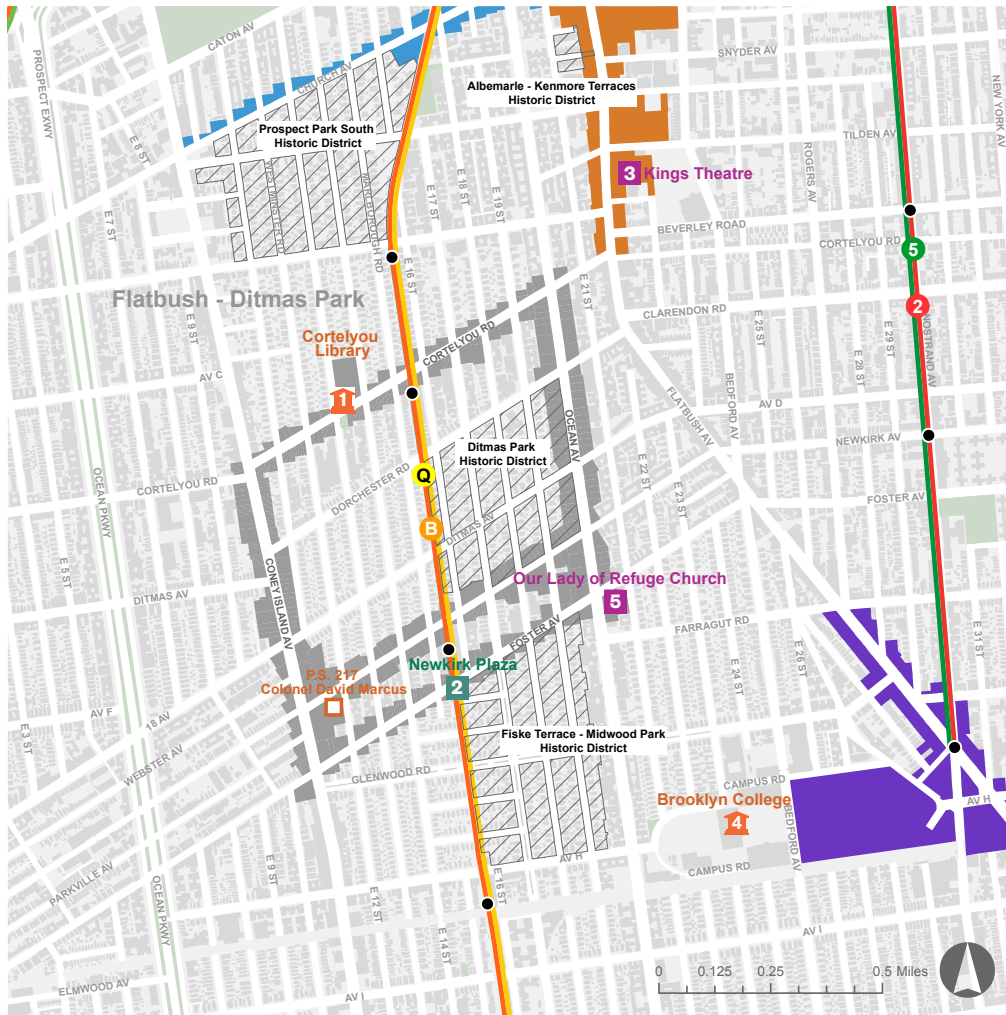 CATON AV
PROSPECT EXWY
CHURCH AV
SNYDER AV
NEW YORK AV
Albemarle - Kenmore Terraces
Historic District
Prospect Park South
Historic District
E 8 ST
TILDEN AV
ROGERS AV
3
Kings Theatre
WESTMINSTER RD
MARLBOROUGH RD
E 17 ST
E 18 ST
E 19 ST
E 7 ST
BEVERLEY ROAD
CORTELYOU RD
5
E 16 ST
Flatbush - Ditmas Park
E 21 ST
CLARENDON RD
2
E 9 ST
Cortelyou
Library
CORTELYOU RD
E 25 ST
E 29 ST
NOSTRAND AV
E 28 ST
AV C
1
BEDFORD AV
FLATBUSH AV
AV D
OCEAN AV
NEWKIRK AV
Ditmas Park
Historic District
Q
DORCHESTER RD
E 22 ST
E 23 ST
OCEAN PKWY
CORTELYOU RD
FOSTER AV
B
DITMAS AV
E 5 ST
CONEY ISLAND AV
DITMAS AV
Our Lady of Refuge Church
5
FARRAGUT RD
E 31 ST
FOSTER AV
E 26 ST
E 24 ST
Newkirk Plaza
2
P.S. 217
Colonel David Marcus
E 3 ST
AV F
18 AV
Fiske Terrace - Midwood Park
Historic District
WEBSTER AV
GLENWOOD RD
CAMPUS RD
Brooklyn College
4
AV H
BEDFORD AV
AV H
CAMPUS RD
PARKVILLE AV
E 9 ST
E 16 ST
OCEAN PKWY
E 12 ST
E 14 ST
AV I
ELMWOOD AV
AV I
0 0.125 0.25 0.5 Miles